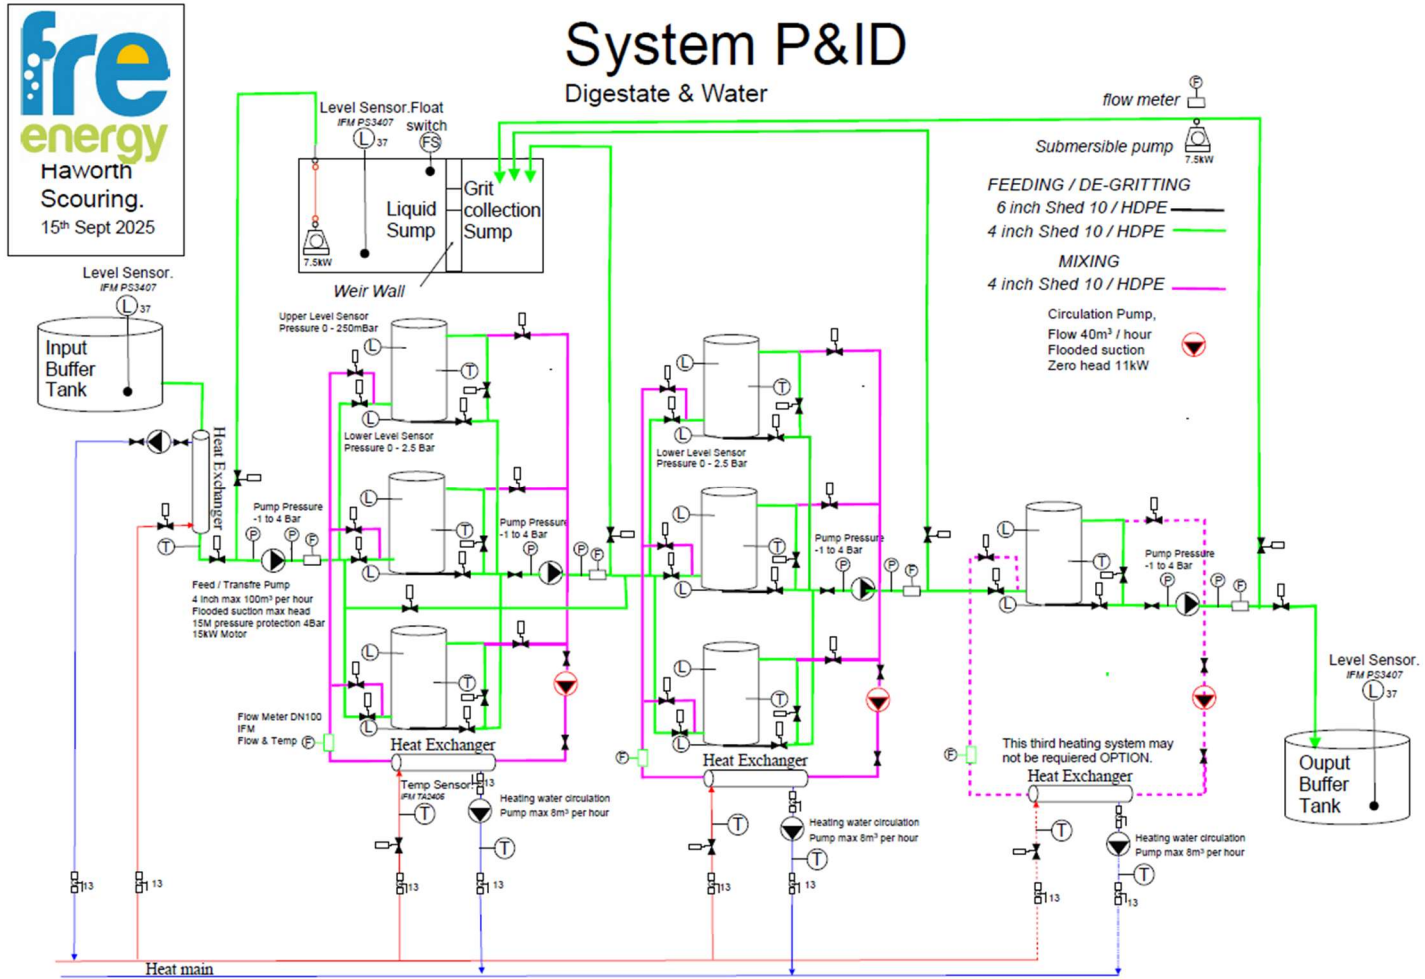 System P&ID
Digestate & Water
fre
energy
Haworth
Scouring.
15th Sept 2025
Level Sensor.Float
IFM PS3407
switch
L
37
FS
Liquid
Sump
Grit
collection
Sump
7.5kW
Weir Wall
F
flow meter
Submersible pump
7.5kW
FEEDING / DE-GRITTING
6 inch Shed 10 / HDPE
4 inch Shed 10 / HDPE
MIXING
4 inch Shed 10 / HDPE
Circulation Pump,
Flow 40m³ / hour
Flooded suction
Zero head 11kW
Level Sensor.
IFM PS3407
L
37
Input
Buffer
Tank
Heat Exchanger
T
Upper Level Sensor
Pressure 0 - 250mBar
L
T
L
Lower Level Sensor
Pressure 0 - 2.5 Bar
L
T
L
L
T
L
Pump Pressure
-1 to 4 Bar
P
P
F
Feed / Transfre Pump
4 Inch max 100m³ per hour
Flooded suction max head
15M pressure protection 4Bar
15kW Motor
Pump Pressure
-1 to 4 Bar
P
P
F
Flow Meter DN100
IFM
Flow & Temp
F
Heat Exchanger
Temp Sensor.
IFM TA2405
13
T
Heating water circulation
Pump max 8m³ per hour
T
L
T
L
Lower Level Sensor
Pressure 0 - 2.5 Bar
L
T
L
L
T
L
Pump Pressure
-1 to 4 Bar
P
P
F
F
Heat Exchanger
T
Heating water circulation
Pump max 8m³ per hour
T
L
T
L
Pump Pressure
-1 to 4 Bar
P
P
F
F
This third heating system may
not be requiered OPTION.
Heat Exchanger
T
Heating water circulation
Pump max 8m³ per hour
T
Level Sensor.
IFM PS3407
L
37
Ouput
Buffer
Tank
13
13
13
13
13
13
13
13
Heat main